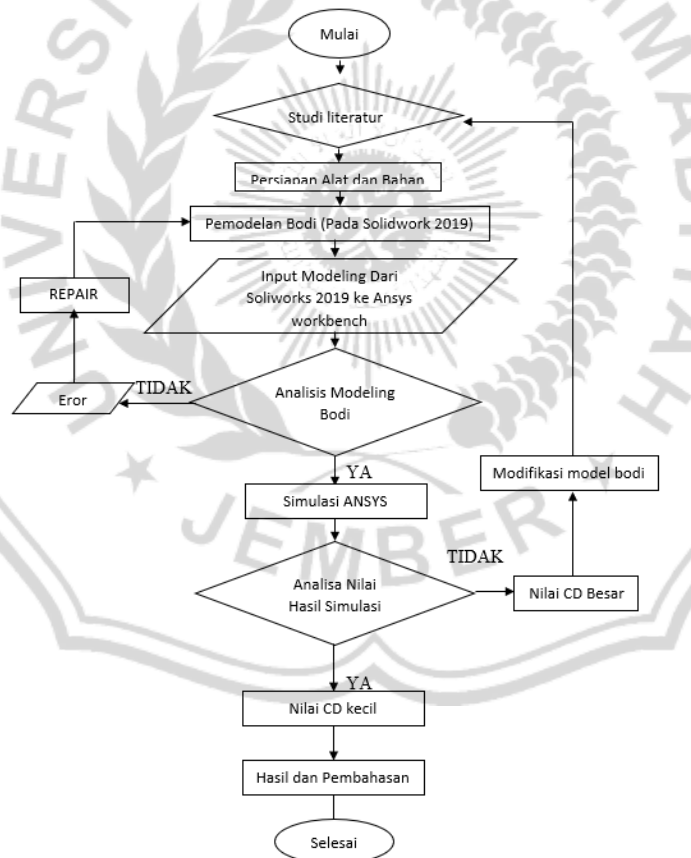 Mulai
Studi literatur
Persianan Alat dan Bahan
Pemodelan Bodi (Pada Solidwork 2019)
REPAIR
Input Modeling Dari
Soliworks 2019 ke Ansys
workbench
Eror
TIDAK
Analisis Modeling
Bodi
YA
Simulasi ANSYS
Modifikasi model bodi
TIDAK
Analisa Nilai
Hasil Simulasi
Nilai CD Besar
YA
Nilai CD kecil
Hasil dan Pembahasan
Selesai
JEMBER